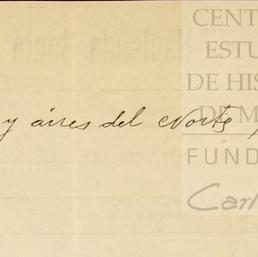 CENT
ESTU
DE HIS
DE M
y aires del Norte
FUND
Carl